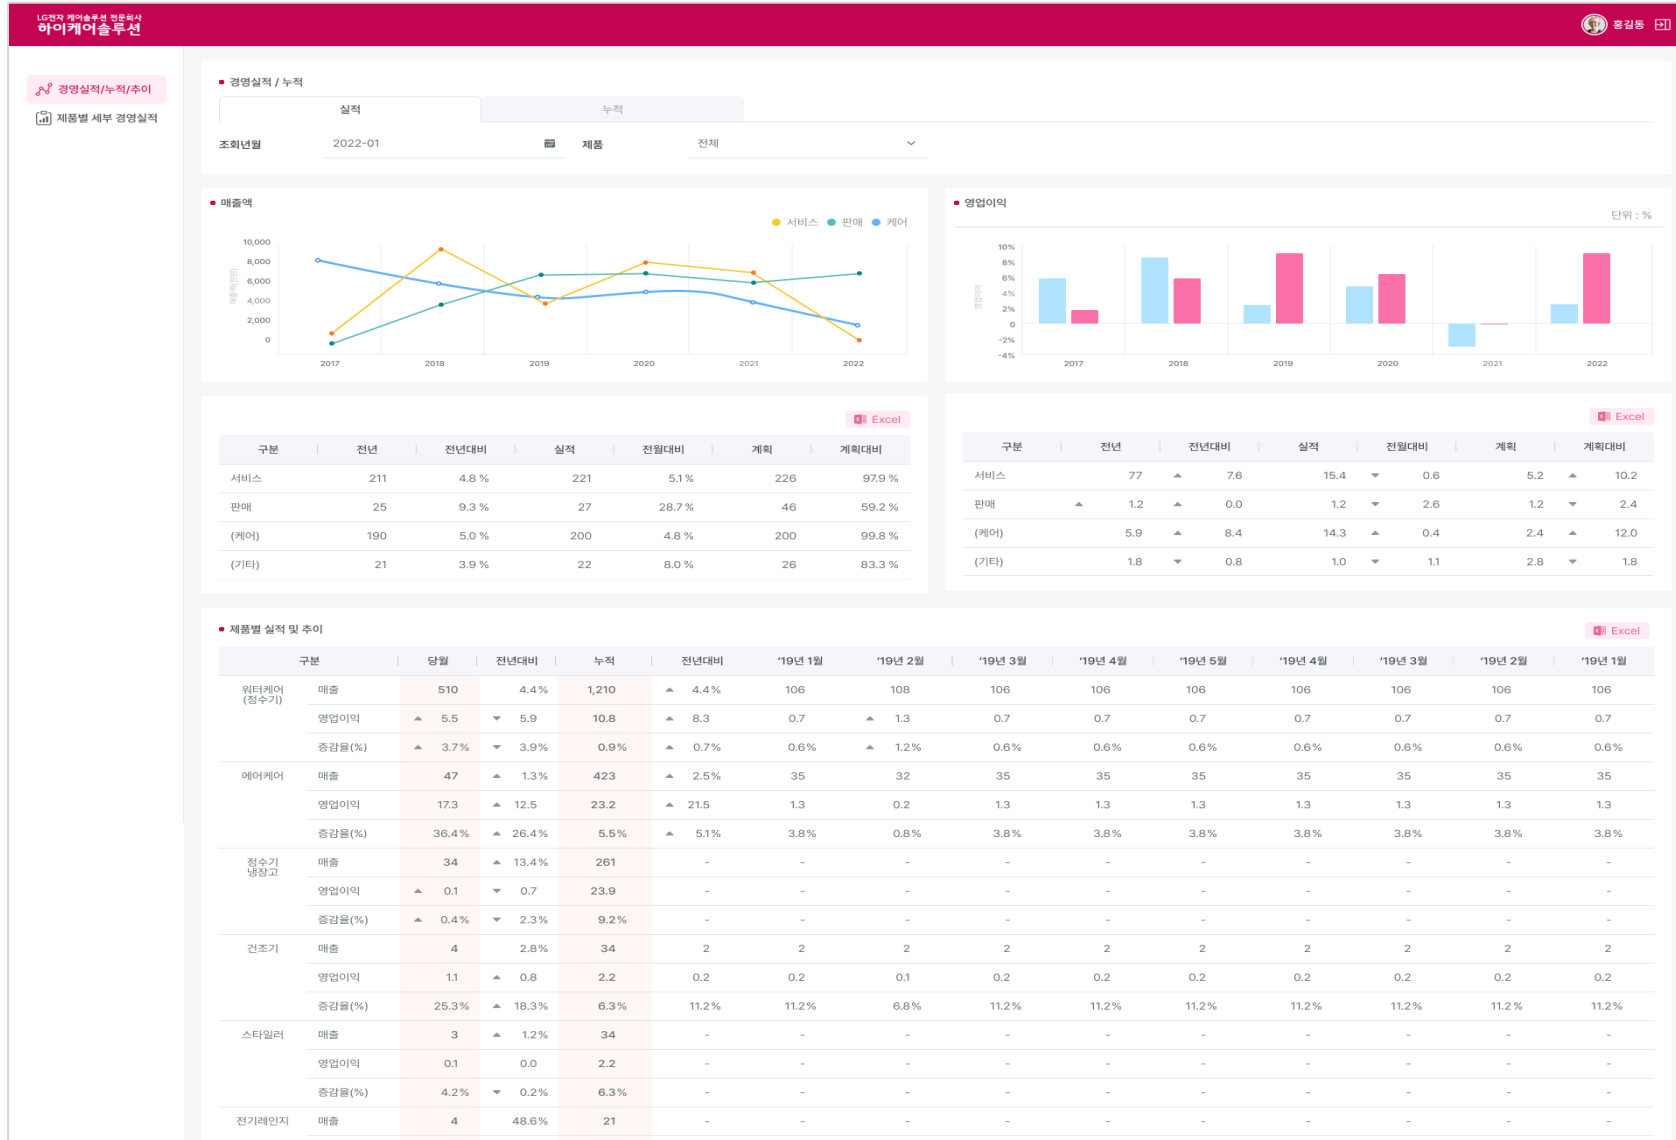 LG전자 케어솔루션 전문회사
하이케어솔루션
홍길동
경영실적/누적/추이
제품별 세부 경영실적
경영실적 / 누적
실적 누적
조회년월 2022-01 제품 전체
매출액
서비스 판매 케어
매출액(천원)
10,000
8,000
6,000
4,000
2,000
0
2017 2018 2019 2020 2021 2022
영업이익
단위 : %
영업이익
10%
8%
6%
4%
2%
0
-2%
-4%
2017 2018 2019 2020 2021 2022
Excel
구분 전년 전년대비 실적 전월대비 계획 계획대비
서비스 211 4.8 % 221 5.1 % 226 97.9 %
판매 25 9.3 % 27 28.7 % 46 59.2 %
(케어) 190 5.0 % 200 4.8 % 200 99.8 %
(기타) 21 3.9 % 22 8.0 % 26 83.3 %
Excel
구분 전년 전년대비 실적 전월대비 계획 계획대비
서비스 77 ▲ 7.6 15.4 ▼ 0.6 5.2 ▲ 10.2
판매 ▲ 1.2 ▲ 0.0 1.2 ▼ 2.6 1.2 ▼ 2.4
(케어) 5.9 ▲ 8.4 14.3 ▲ 0.4 2.4 ▲ 12.0
(기타) 1.8 ▼ 0.8 1.0 ▼ 1.1 2.8 ▼ 1.8
제품별 실적 및 추이
Excel
구분 당월 전년대비 누적 전년대비 '19년 1월 '19년 2월 '19년 3월 '19년 4월 '19년 5월 '19년 4월 '19년 3월 '19년 2월 '19년 1월
워터케어
(정수기)
매출 510 4.4% 1,210 ▲ 4.4% 106 108 106 106 106 106 106 106 106
영업이익 ▲ 5.5 ▼ 5.9 10.8 ▲ 8.3 0.7 ▲ 1.3 0.7 0.7 0.7 0.7 0.7 0.7 0.7
증감율(%) ▲ 3.7% ▼ 3.9% 0.9% ▲ 0.7% 0.6% ▲ 1.2% 0.6% 0.6% 0.6% 0.6% 0.6% 0.6% 0.6%
에어케어 매출 47 ▲ 1.3% 423 ▲ 2.5% 35 32 35 35 35 35 35 35 35
영업이익 17.3 ▲ 12.5 23.2 ▲ 21.5 1.3 0.2 1.3 1.3 1.3 1.3 1.3 1.3 1.3
증감율(%) 36.4% ▲ 26.4% 5.5% ▲ 5.1% 3.8% 0.8% 3.8% 3.8% 3.8% 3.8% 3.8% 3.8% 3.8%
정수기
냉장고
매출 34 ▲ 13.4% 261 - - - - - - - - - -
영업이익 ▲ 0.1 ▼ 0.7 23.9 - - - - - - - - - -
증감율(%) ▲ 0.4% ▼ 2.3% 9.2% - - - - - - - - - -
건조기 매출 4 2.8% 34 2 2 2 2 2 2 2 2 2 2
영업이익 1.1 ▲ 0.8 2.2 0.2 0.2 0.1 0.2 0.2 0.2 0.2 0.2 0.2 0.2
증감율(%) 25.3% ▲ 18.3% 6.3% 11.2% 11.2% 6.8% 11.2% 11.2% 11.2% 11.2% 11.2% 11.2% 11.2%
스타일러 매출 3 ▲ 1.2% 34 - - - - - - - - - -
영업이익 0.1 0.0 2.2 - - - - - - - - - -
증감율(%) 4.2% ▼ 0.2% 6.3% - - - - - - - - - -
전기레인지 매출 4 48.6% 21 - - - - - - - - - -